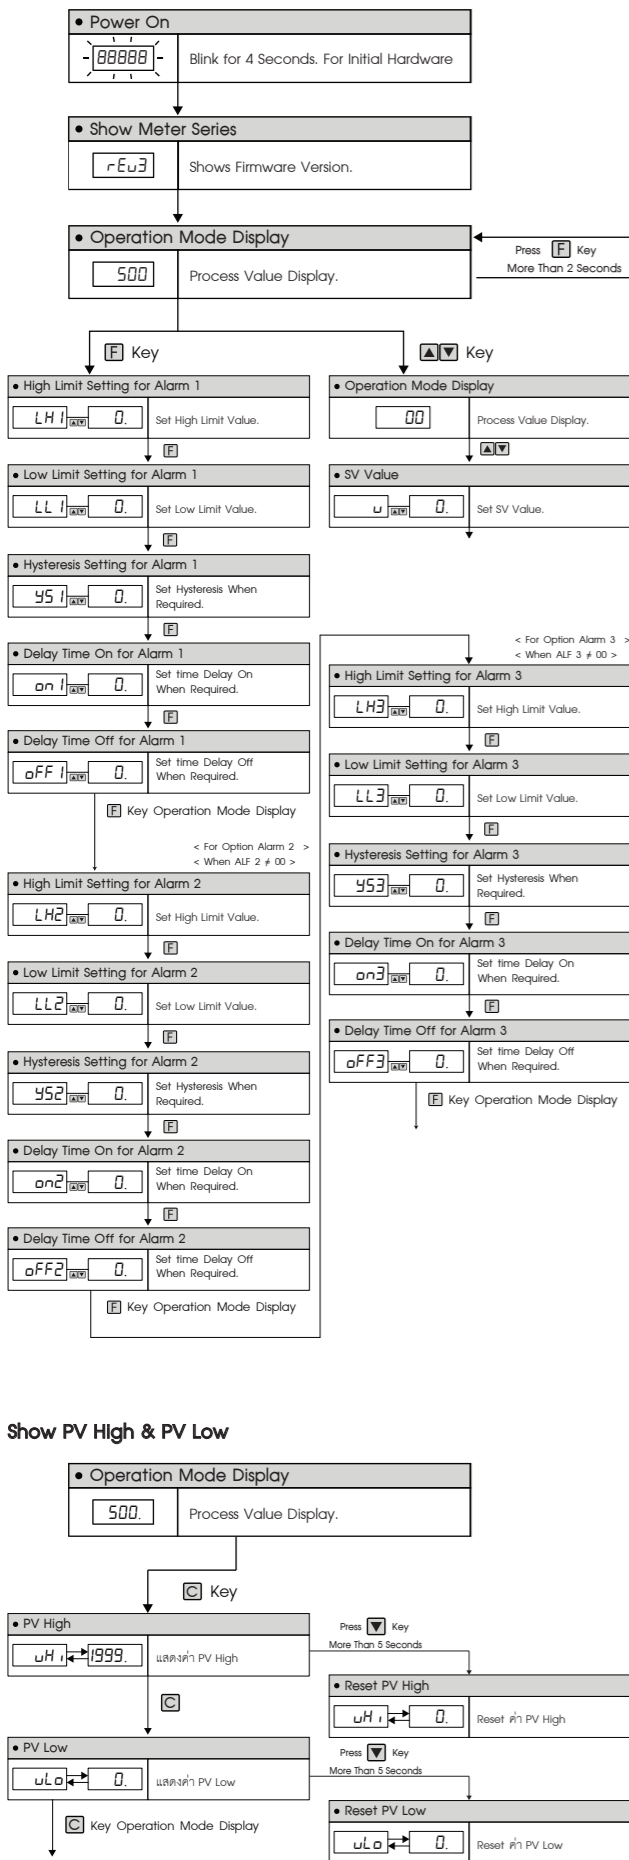 • Power On
88888
Blink for 4 Seconds. For Initial Hardware
• Show Meter Series
rEv3
Shows Firmware Version.
• Operation Mode Display
500
Process Value Display.
Press F Key
More Than 2 Seconds
F Key
▲▼ Key
• High Limit Setting for Alarm 1
LH1 ▲▼ 0.
Set High Limit Value.
F
• Low Limit Setting for Alarm 1
LL1 ▲▼ 0.
Set Low Limit Value.
F
• Hysteresis Setting for Alarm 1
YS1 ▲▼ 0.
Set Hysteresis When
Required.
F
• Delay Time On for Alarm 1
on1 ▲▼ 0.
Set time Delay On
When Required.
F
• Delay Time Off for Alarm 1
oFF1 ▲▼ 0.
Set time Delay Off
When Required.
F Key Operation Mode Display
< For Option Alarm 2 >
< When ALF 2 ≠ 00 >
• High Limit Setting for Alarm 2
LH2 ▲▼ 0.
Set High Limit Value.
F
• Low Limit Setting for Alarm 2
LL2 ▲▼ 0.
Set Low Limit Value.
F
• Hysteresis Setting for Alarm 2
YS2 ▲▼ 0.
Set Hysteresis When
Required.
F
• Delay Time On for Alarm 2
on2 ▲▼ 0.
Set time Delay On
When Required.
F
• Delay Time Off for Alarm 2
oFF2 ▲▼ 0.
Set time Delay Off
When Required.
F Key Operation Mode Display
• Operation Mode Display
00
Process Value Display.
▲▼
• SV Value
u ▲▼ 0.
Set SV Value.
< For Option Alarm 3 >
< When ALF 3 ≠ 00 >
• High Limit Setting for Alarm 3
LH3 ▲▼ 0.
Set High Limit Value.
F
• Low Limit Setting for Alarm 3
LL3 ▲▼ 0.
Set Low Limit Value.
F
• Hysteresis Setting for Alarm 3
YS3 ▲▼ 0.
Set Hysteresis When
Required.
F
• Delay Time On for Alarm 3
on3 ▲▼ 0.
Set time Delay On
When Required.
F
• Delay Time Off for Alarm 3
oFF3 ▲▼ 0.
Set time Delay Off
When Required.
F Key Operation Mode Display
Show PV High & PV Low
• Operation Mode Display
500.
Process Value Display.
C Key
• PV High
uHi 1999.
แสดงค่า PV High
Press ▼ Key
More Than 5 Seconds
• Reset PV High
uHi 0.
Reset ค่า PV High
C
• PV Low
uLo 0.
แสดงค่า PV Low
Press ▼ Key
More Than 5 Seconds
• Reset PV Low
uLo 0.
Reset ค่า PV Low
C Key Operation Mode Display